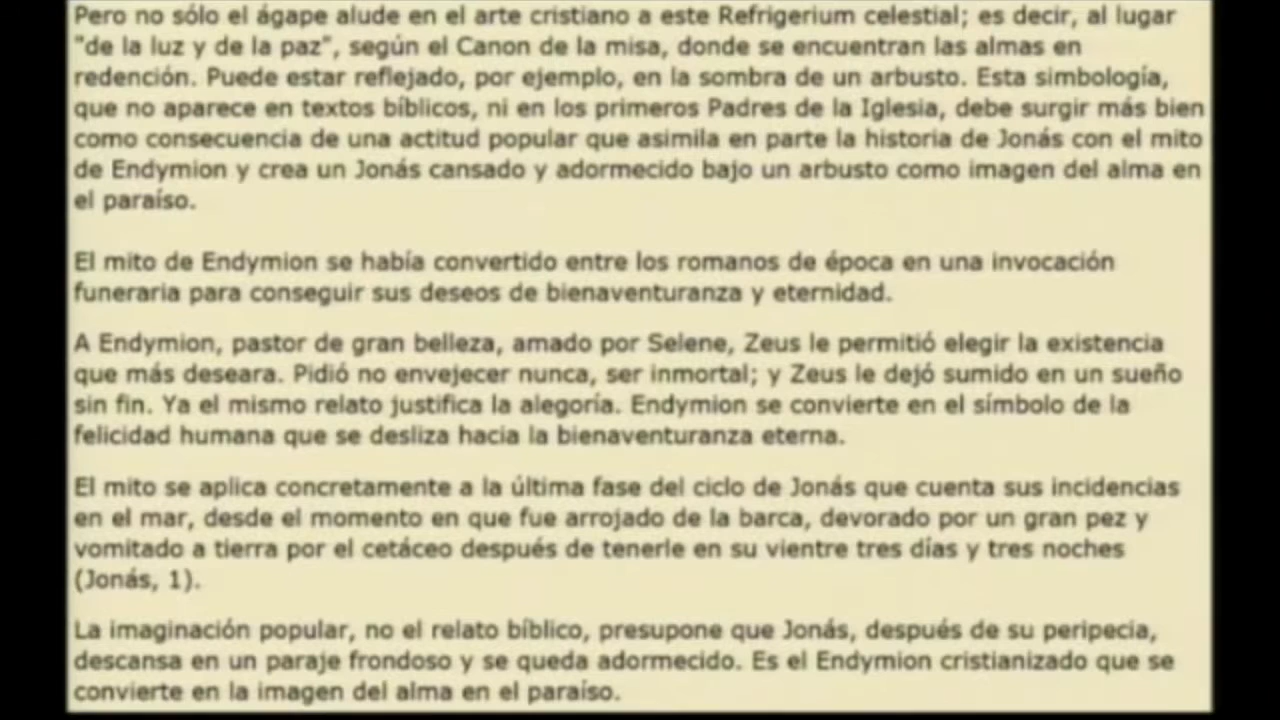 Pero no sólo el ágape alude en el arte cristiano a este Refrigerium celestial; es decir, al lugar
"de la luz y de la paz", según el Canon de la misa, donde se encuentran las almas en
redención. Puede estar reflejado, por ejemplo, en la sombra de un arbusto. Esta simbología,
que no aparece en textos bíblicos, ni en los primeros Padres de la Iglesia, debe surgir más bien
como consecuencia de una actitud popular que asimila en parte la historia de Jonás con el mito
de Endymion y crea un Jonás cansado y adormecido bajo un arbusto como imagen del alma en
el paraíso.
El mito de Endymion se había convertido entre los romanos de época en una invocación
funeraria para conseguir sus deseos de bienaventuranza y eternidad.
A Endymion, pastor de gran belleza, amado por Selene, Zeus le permitió elegir la existencia
que más deseara. Pidió no envejecer nunca, ser inmortal; y Zeus le dejó sumido en un sueño
sin fin. Ya el mismo relato justifica la alegoría. Endymion se convierte en el símbolo de la
felicidad humana que se desliza hacia la bienaventuranza eterna.
El mito se aplica concretamente a la última fase del ciclo de Jonás que cuenta sus incidencias
en el mar, desde el momento en que fue arrojado de la barca, devorado por un gran pez y
vomitado a tierra por el cetáceo después de tenerle en su vientre tres días y tres noches
(Jonás, 1).
La imaginación popular, no el relato bíblico, presupone que Jonás, después de su peripecia,
descansa en un paraje frondoso y se queda adormecido. Es el Endymion cristianizado que se
convierte en la imagen del alma en el paraíso.